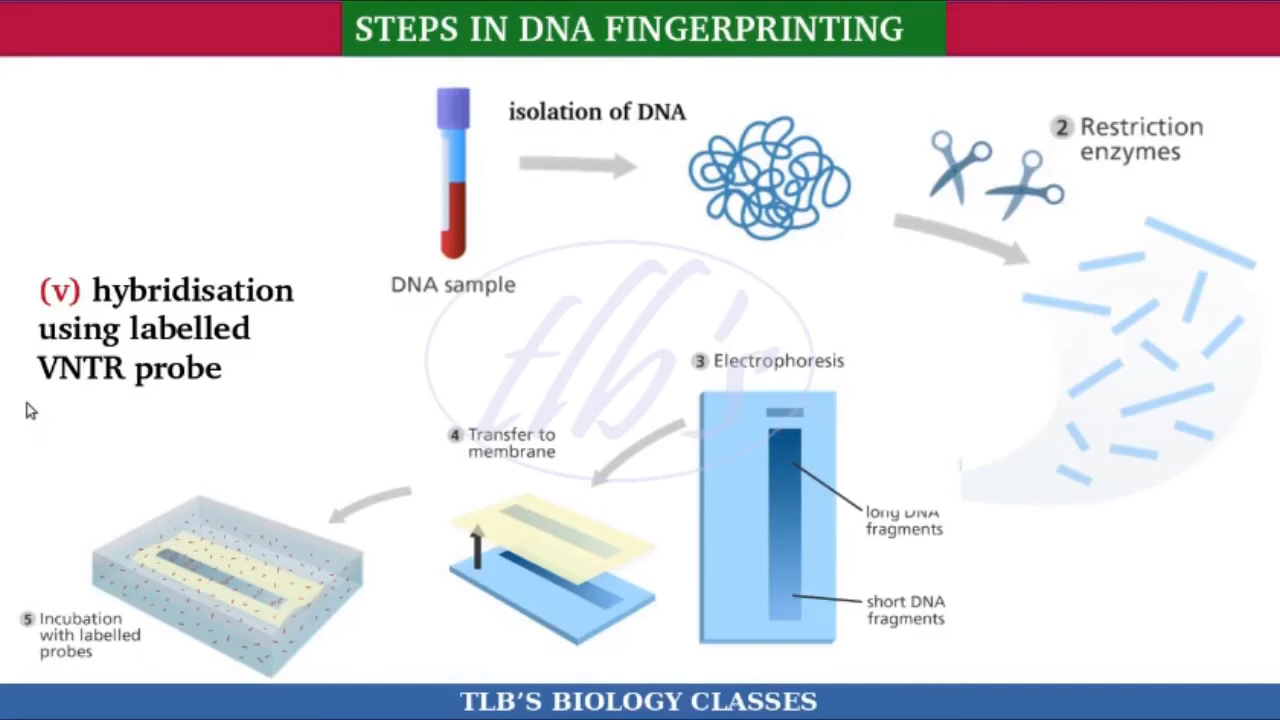 STEPS IN DNA FINGERPRINTING
isolation of DNA
2 Restriction
enzymes
DNA sample
(v) hybridisation
using labelled
VNTR probe
3 Electrophoresis
4 Transfer to
membrane
long DNA
fragments
short DNA
fragments
5 Incubation
with labelled
probes
tlb's
TLB’S BIOLOGY CLASSES